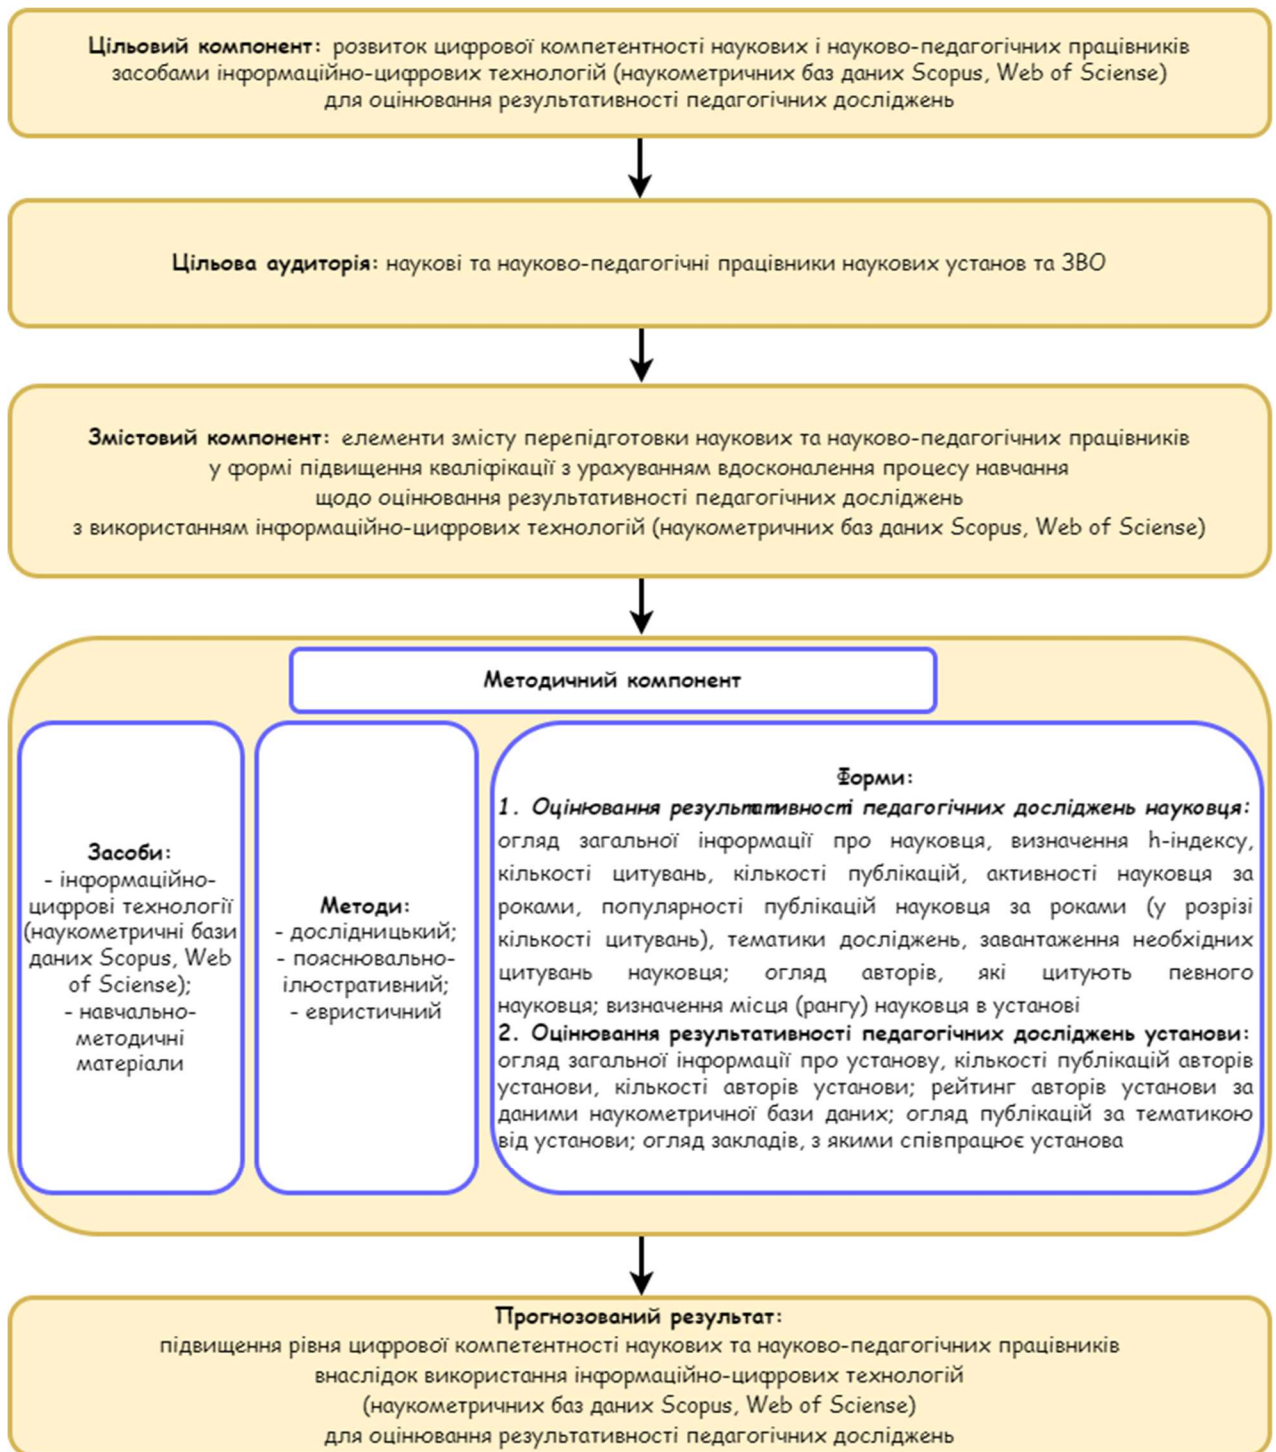 Цільовий компонент: розвиток цифрової компетентності наукових і науково-педагогічних працівників
засобами інформаційно-цифрових технологій (наукометричних баз даних Scopus, Web of Sciense)
для оцінювання результативності педагогічних досліджень
Цільова аудиторія: наукові та науково-педагогічні працівники наукових установ та ЗВО
Змістовий компонент: елементи змісту перепідготовки наукових та науково-педагогічних працівників
у формі підвищення кваліфікації з урахуванням вдосконалення процесу навчання
щодо оцінювання результативності педагогічних досліджень
з використанням інформаційно-цифрових технологій (наукометричних баз даних Scopus, Web of Sciense)
Методичний компонент
Засоби:
- інформаційно-
цифрові технології
(наукометричні бази
даних Scopus, Web
of Sciense);
- навчально-
методичні
матеріали
Методи:
- дослідницький;
- пояснювально-
ілюстративний;
- евристичний
Форми:
1. Оцінювання результативності педагогічних досліджень науковця:
огляд загальної інформації про науковця, визначення h-індексу,
кількості цитувань, кількості публікацій, активності науковця за
роками, популярності публікацій науковця за роками (у розрізі
кількості цитувань), тематики досліджень, завантаження необхідних
цитувань науковця; огляд авторів, які цитують певного
науковця; визначення місця (рангу) науковця в установі
2. Оцінювання результативності педагогічних досліджень установи:
огляд загальної інформації про установу, кількості публікацій авторів
установи, кількості авторів установи; рейтинг авторів установи за
даними наукометричної бази даних; огляд публікацій за тематикою
від установи; огляд закладів, з якими співпрацює установа
Прогнозований результат:
підвищення рівня цифрової компетентності наукових та науково-педагогічних працівників
внаслідок використання інформаційно-цифрових технологій
(наукометричних баз даних Scopus, Web of Sciense)
для оцінювання результативності педагогічних досліджень